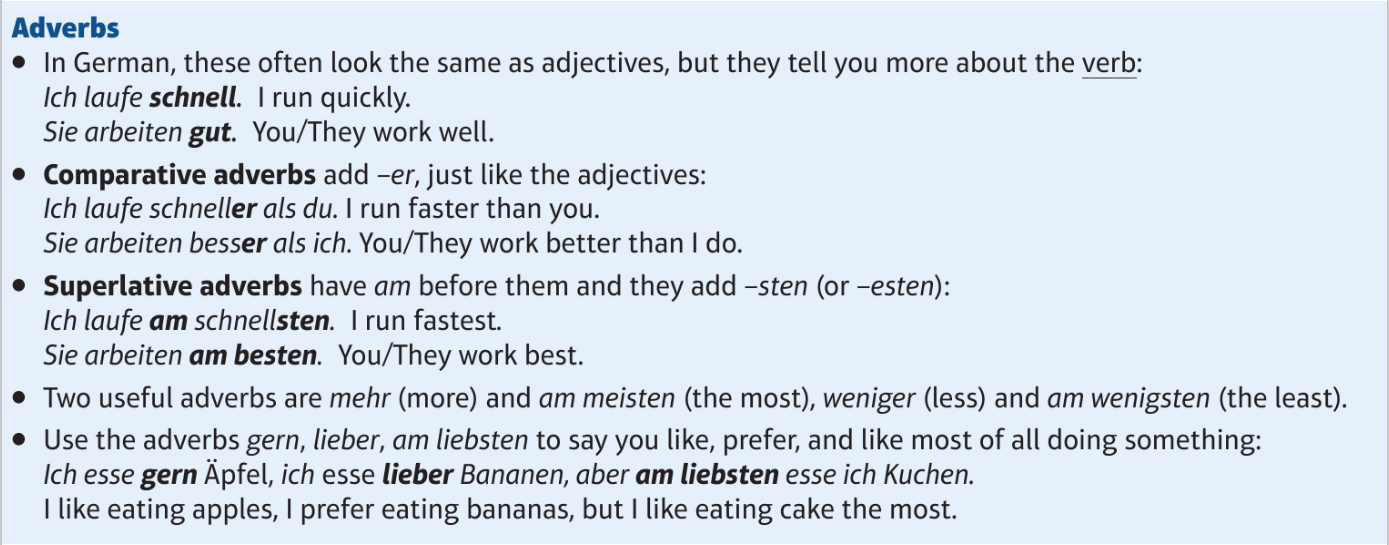 Adverbs
• In German, these often look the same as adjectives, but they tell you more about the verb:
Ich laufe schnell. I run quickly.
Sie arbeiten gut. You/They work well.
• Comparative adverbs add –er, just like the adjectives:
Ich laufe schneller als du. I run faster than you.
Sie arbeiten besser als ich. You/They work better than I do.
• Superlative adverbs have am before them and they add –sten (or –esten):
Ich laufe am schnellsten. I run fastest.
Sie arbeiten am besten. You/They work best.
• Two useful adverbs are mehr (more) and am meisten (the most), weniger (less) and am wenigsten (the least).
• Use the adverbs gern, lieber, am liebsten to say you like, prefer, and like most of all doing something:
Ich esse gern Äpfel, ich esse lieber Bananen, aber am liebsten esse ich Kuchen.
I like eating apples, I prefer eating bananas, but I like eating cake the most.